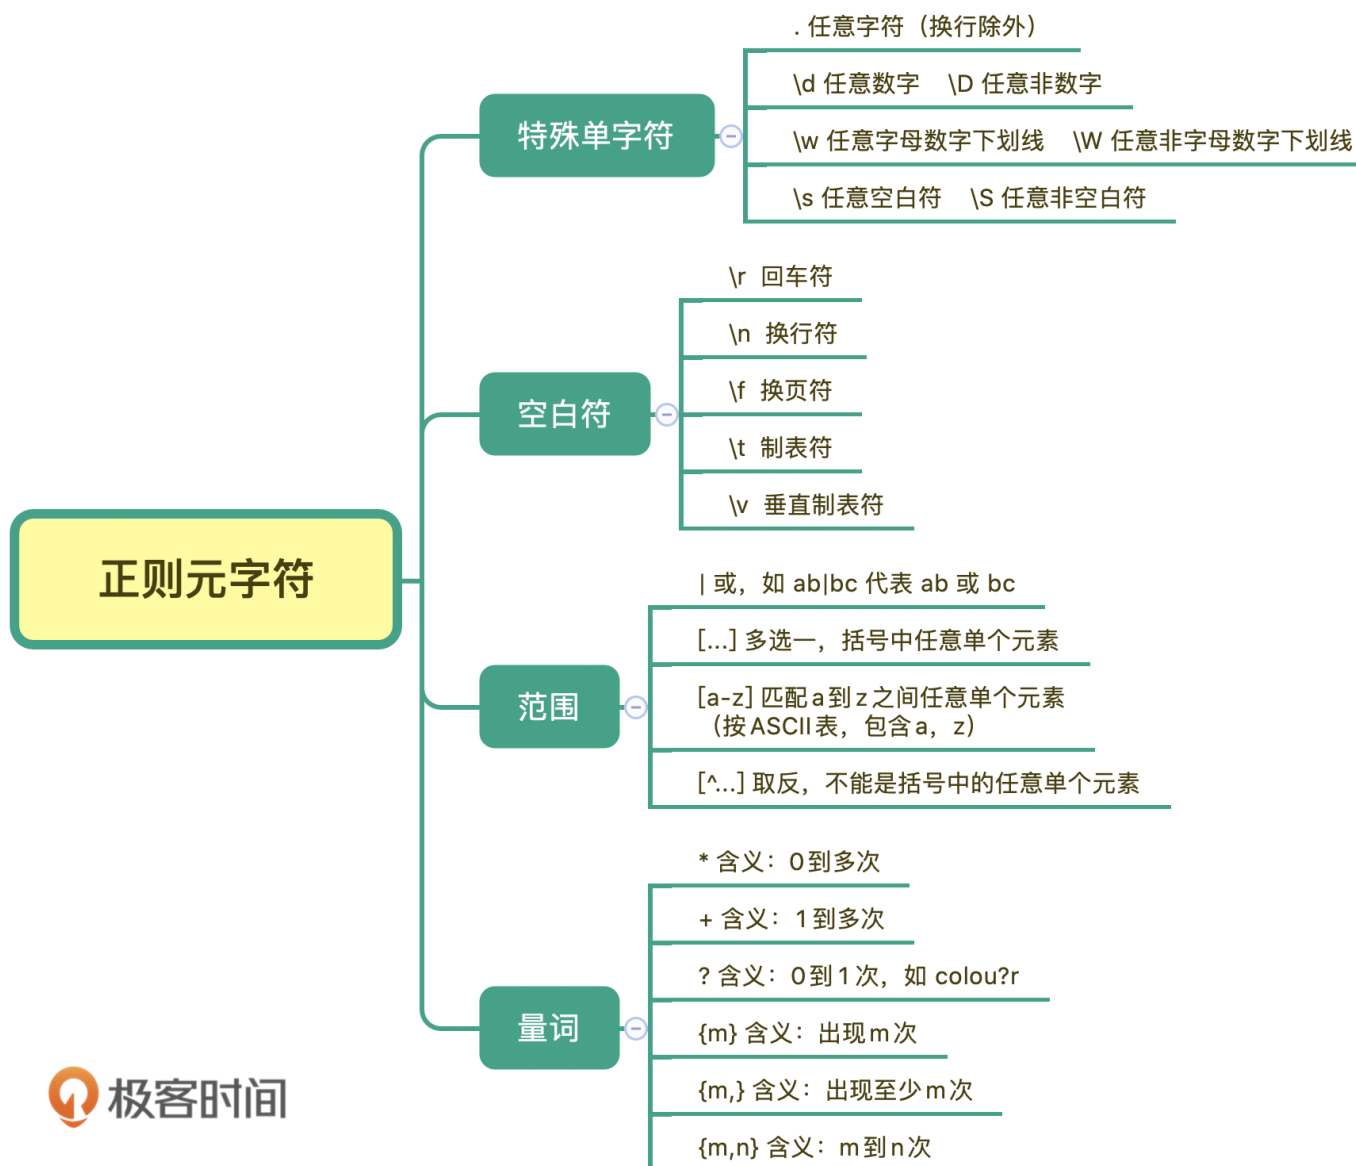 . 任意字符（换行除外）
\d 任意数字 \D 任意非数字
特殊单字符
\w 任意字母数字下划线 \W 任意非字母数字下划线
\s 任意空白符 \S 任意非空白符
\r 回车符
\n 换行符
\f 换页符
空白符
\t 制表符
\v 垂直制表符
正则元字符
| 或，如 ab|bc 代表 ab 或 bc
[...] 多选一，括号中任意单个元素
[a-z] 匹配a到z之间任意单个元素
（按ASCII表，包含a，z）
范围
[^...] 取反，不能是括号中的任意单个元素
* 含义：0到多次
+ 含义：1到多次
? 含义：0到1次，如 colou?r
量词
{m} 含义：出现m次
{m,} 含义：出现至少m次
{m,n} 含义：m到n次
极客时间